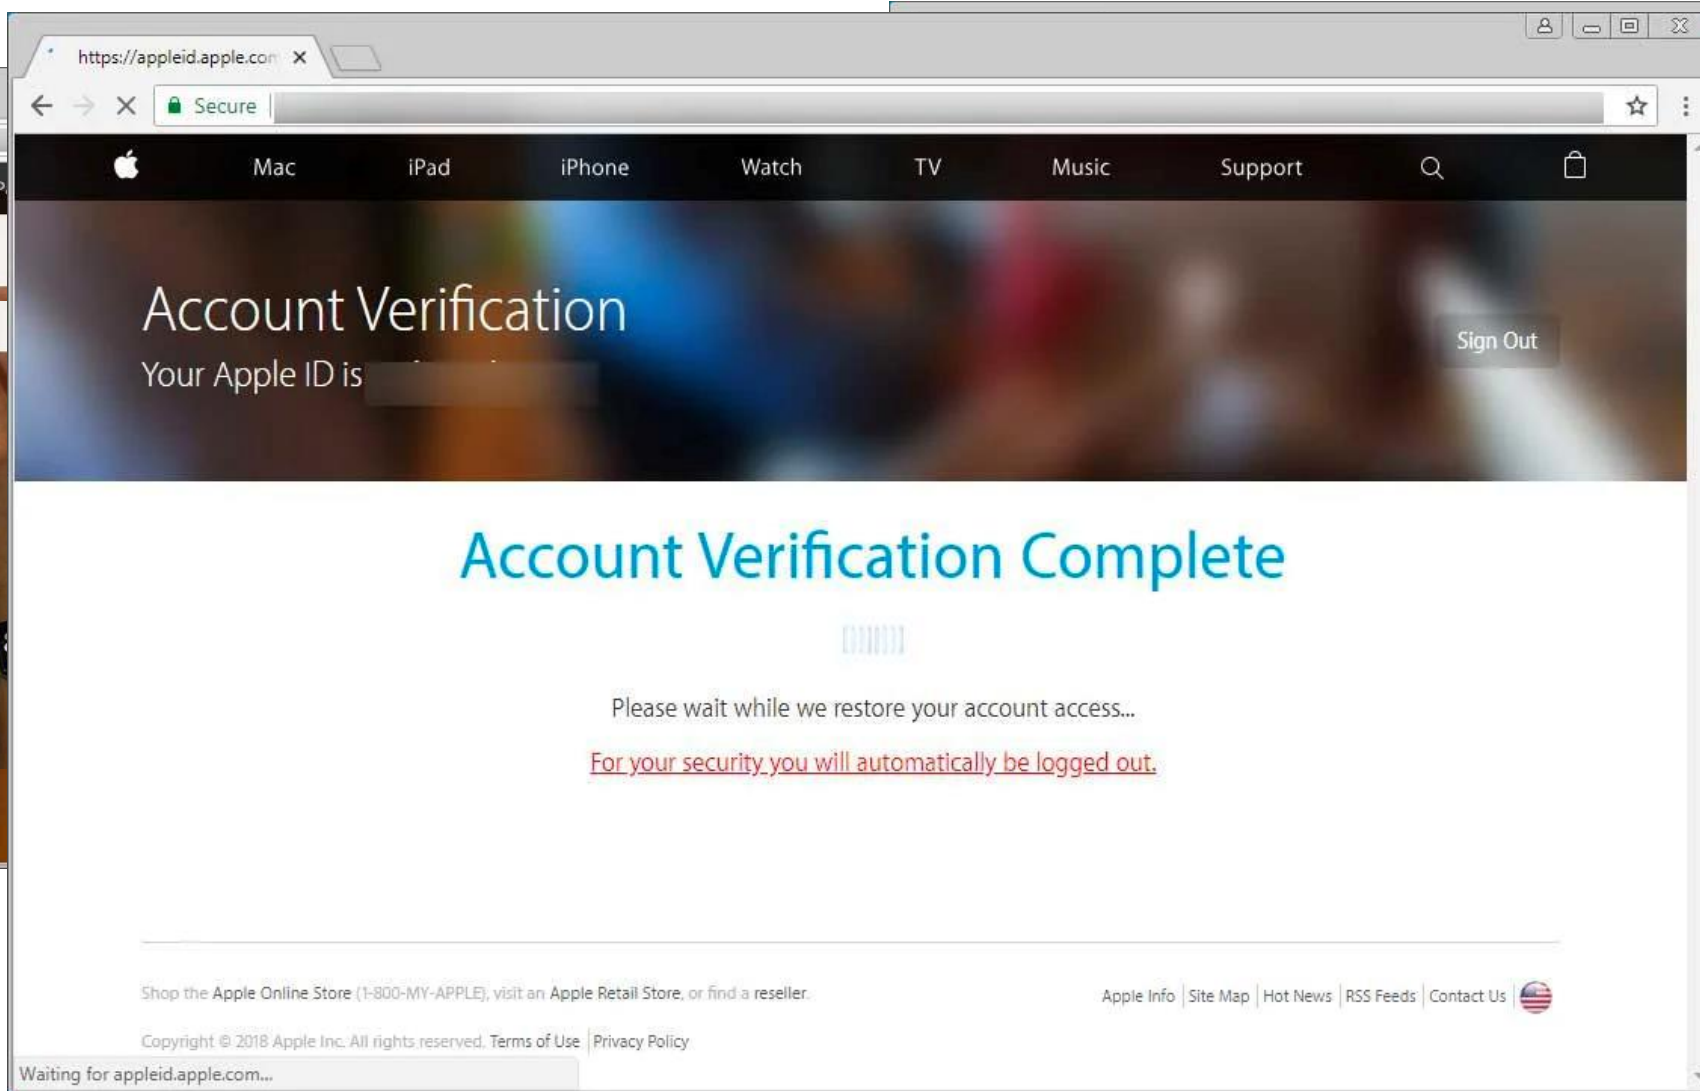 https://appleid.apple.com
Secure
Mac iPad iPhone Watch TV Music Support
Account Verification
Your Apple ID is
Sign Out
Account Verification Complete
Please wait while we restore your account access...
For your security you will automatically be logged out.
Shop the Apple Online Store (1-800-MY-APPLE), visit an Apple Retail Store, or find a reseller.
Apple Info | Site Map | Hot News | RSS Feeds | Contact Us
Copyright © 2018 Apple Inc. All rights reserved. Terms of Use | Privacy Policy
Waiting for appleid.apple.com...